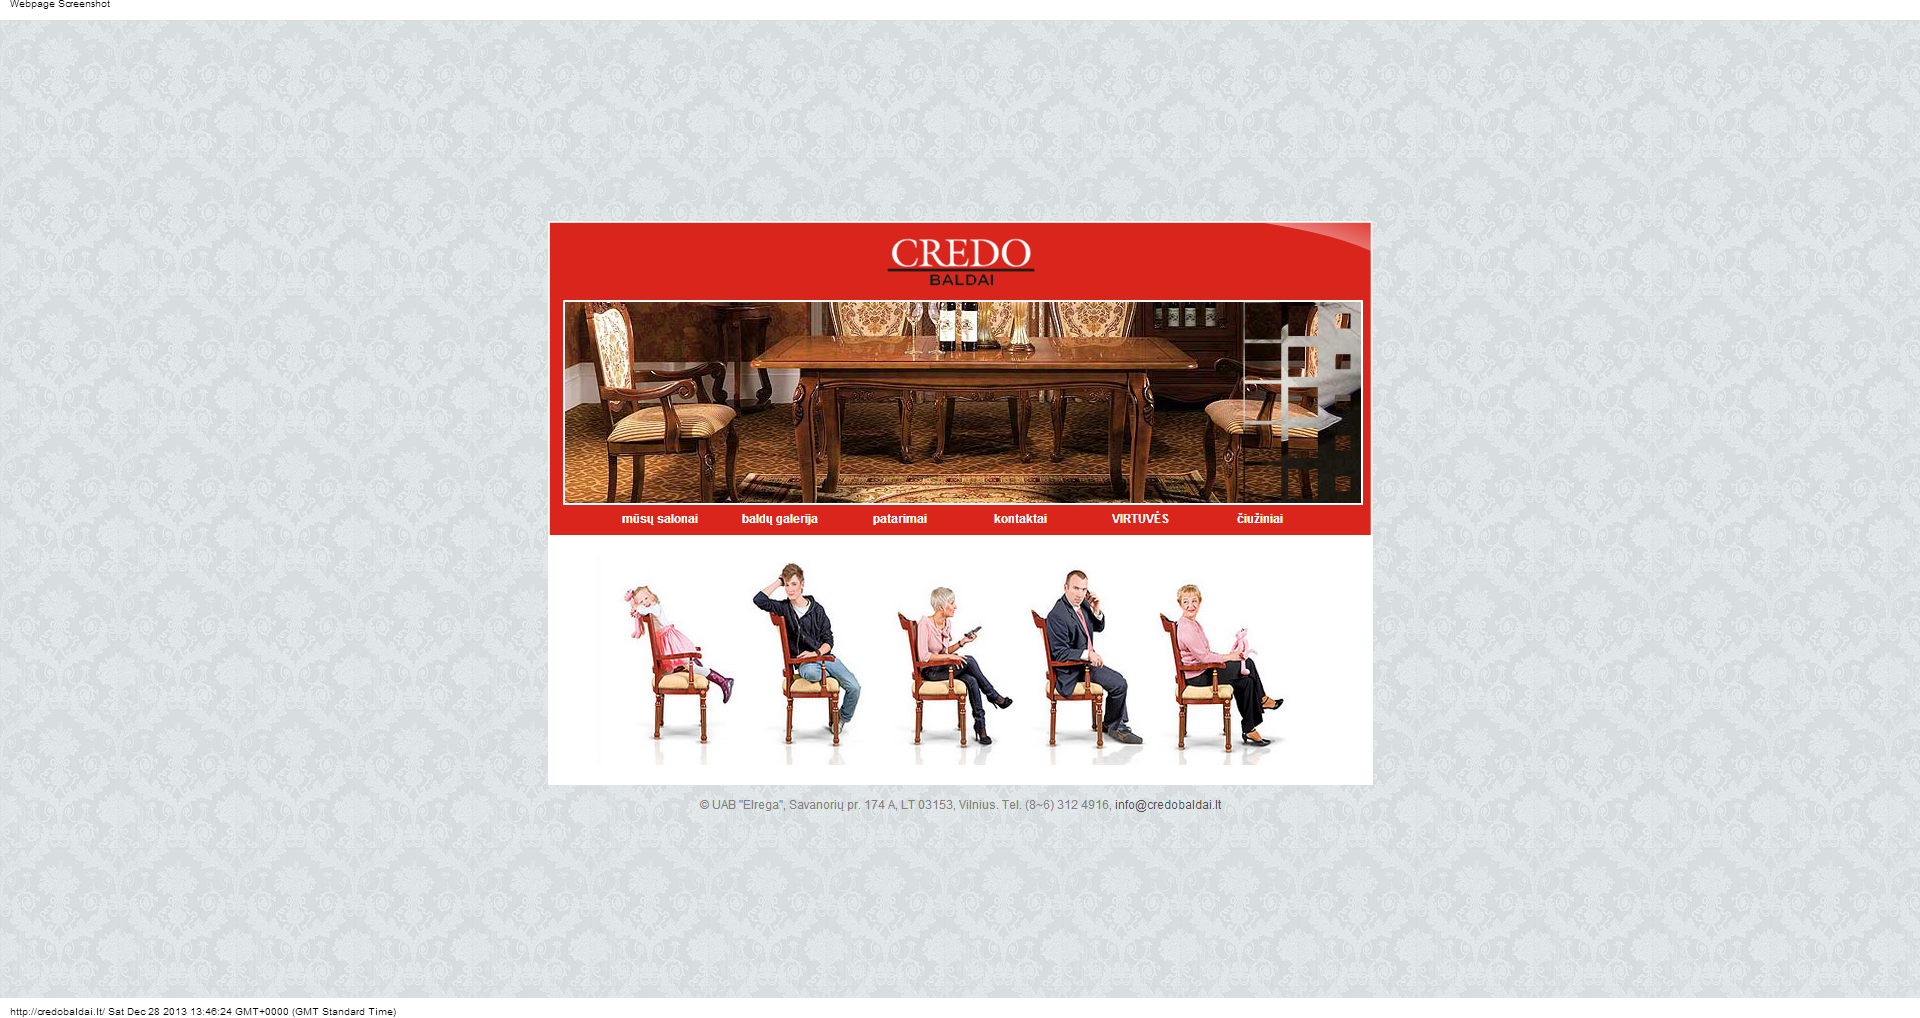 Webpage Screenshot
CREDO
BALDAI
mūsų salonai baldų galerija patarimai kontaktai VIRTUVĖS čiužiniai
© UAB "Elrega", Savanorių pr. 174 A, LT 03153, Vilnius. Tel. (8~6) 312 4916, info@credobaldai.lt
http://credobaldai.lt/ Sat Dec 28 2013 13:46:24 GMT+0000 (GMT Standard Time)